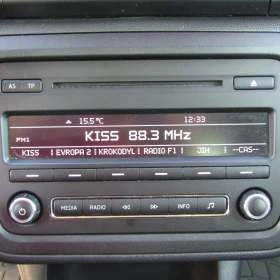 AS TP
15.5°C 12:33
FM1 KISS 88.3 MHz
KISS | EVROPA 2 | KROKODYL | RADIO F1 | JIH | --CAS--
MEDIA RADIO INFO